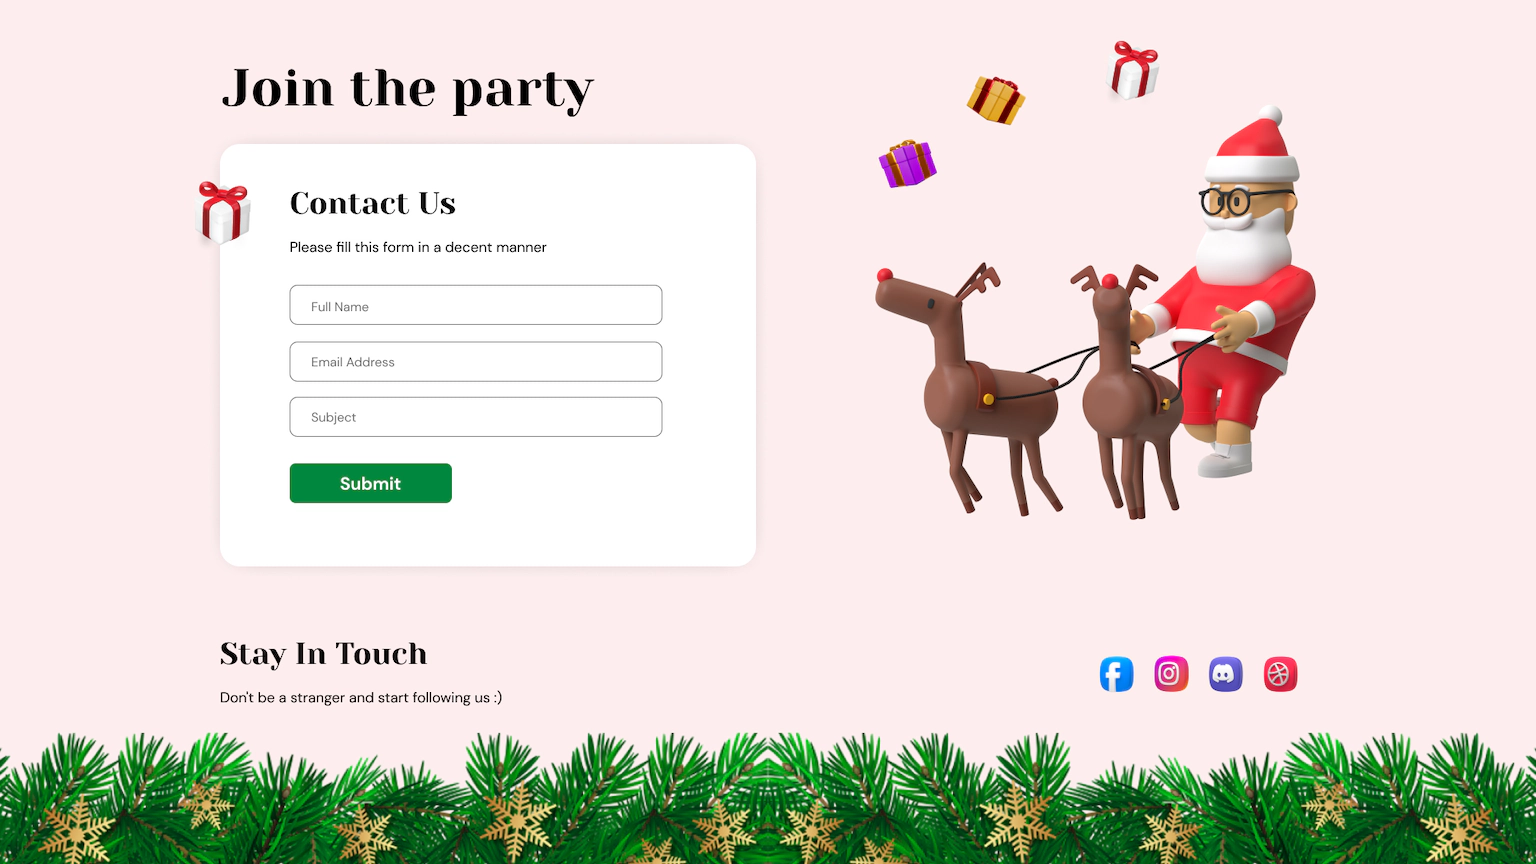 Join the party
Contact Us
Please fill this form in a decent manner
Full Name
Email Address
Subject
Submit
Stay In Touch
Don't be a stranger and start following us :)